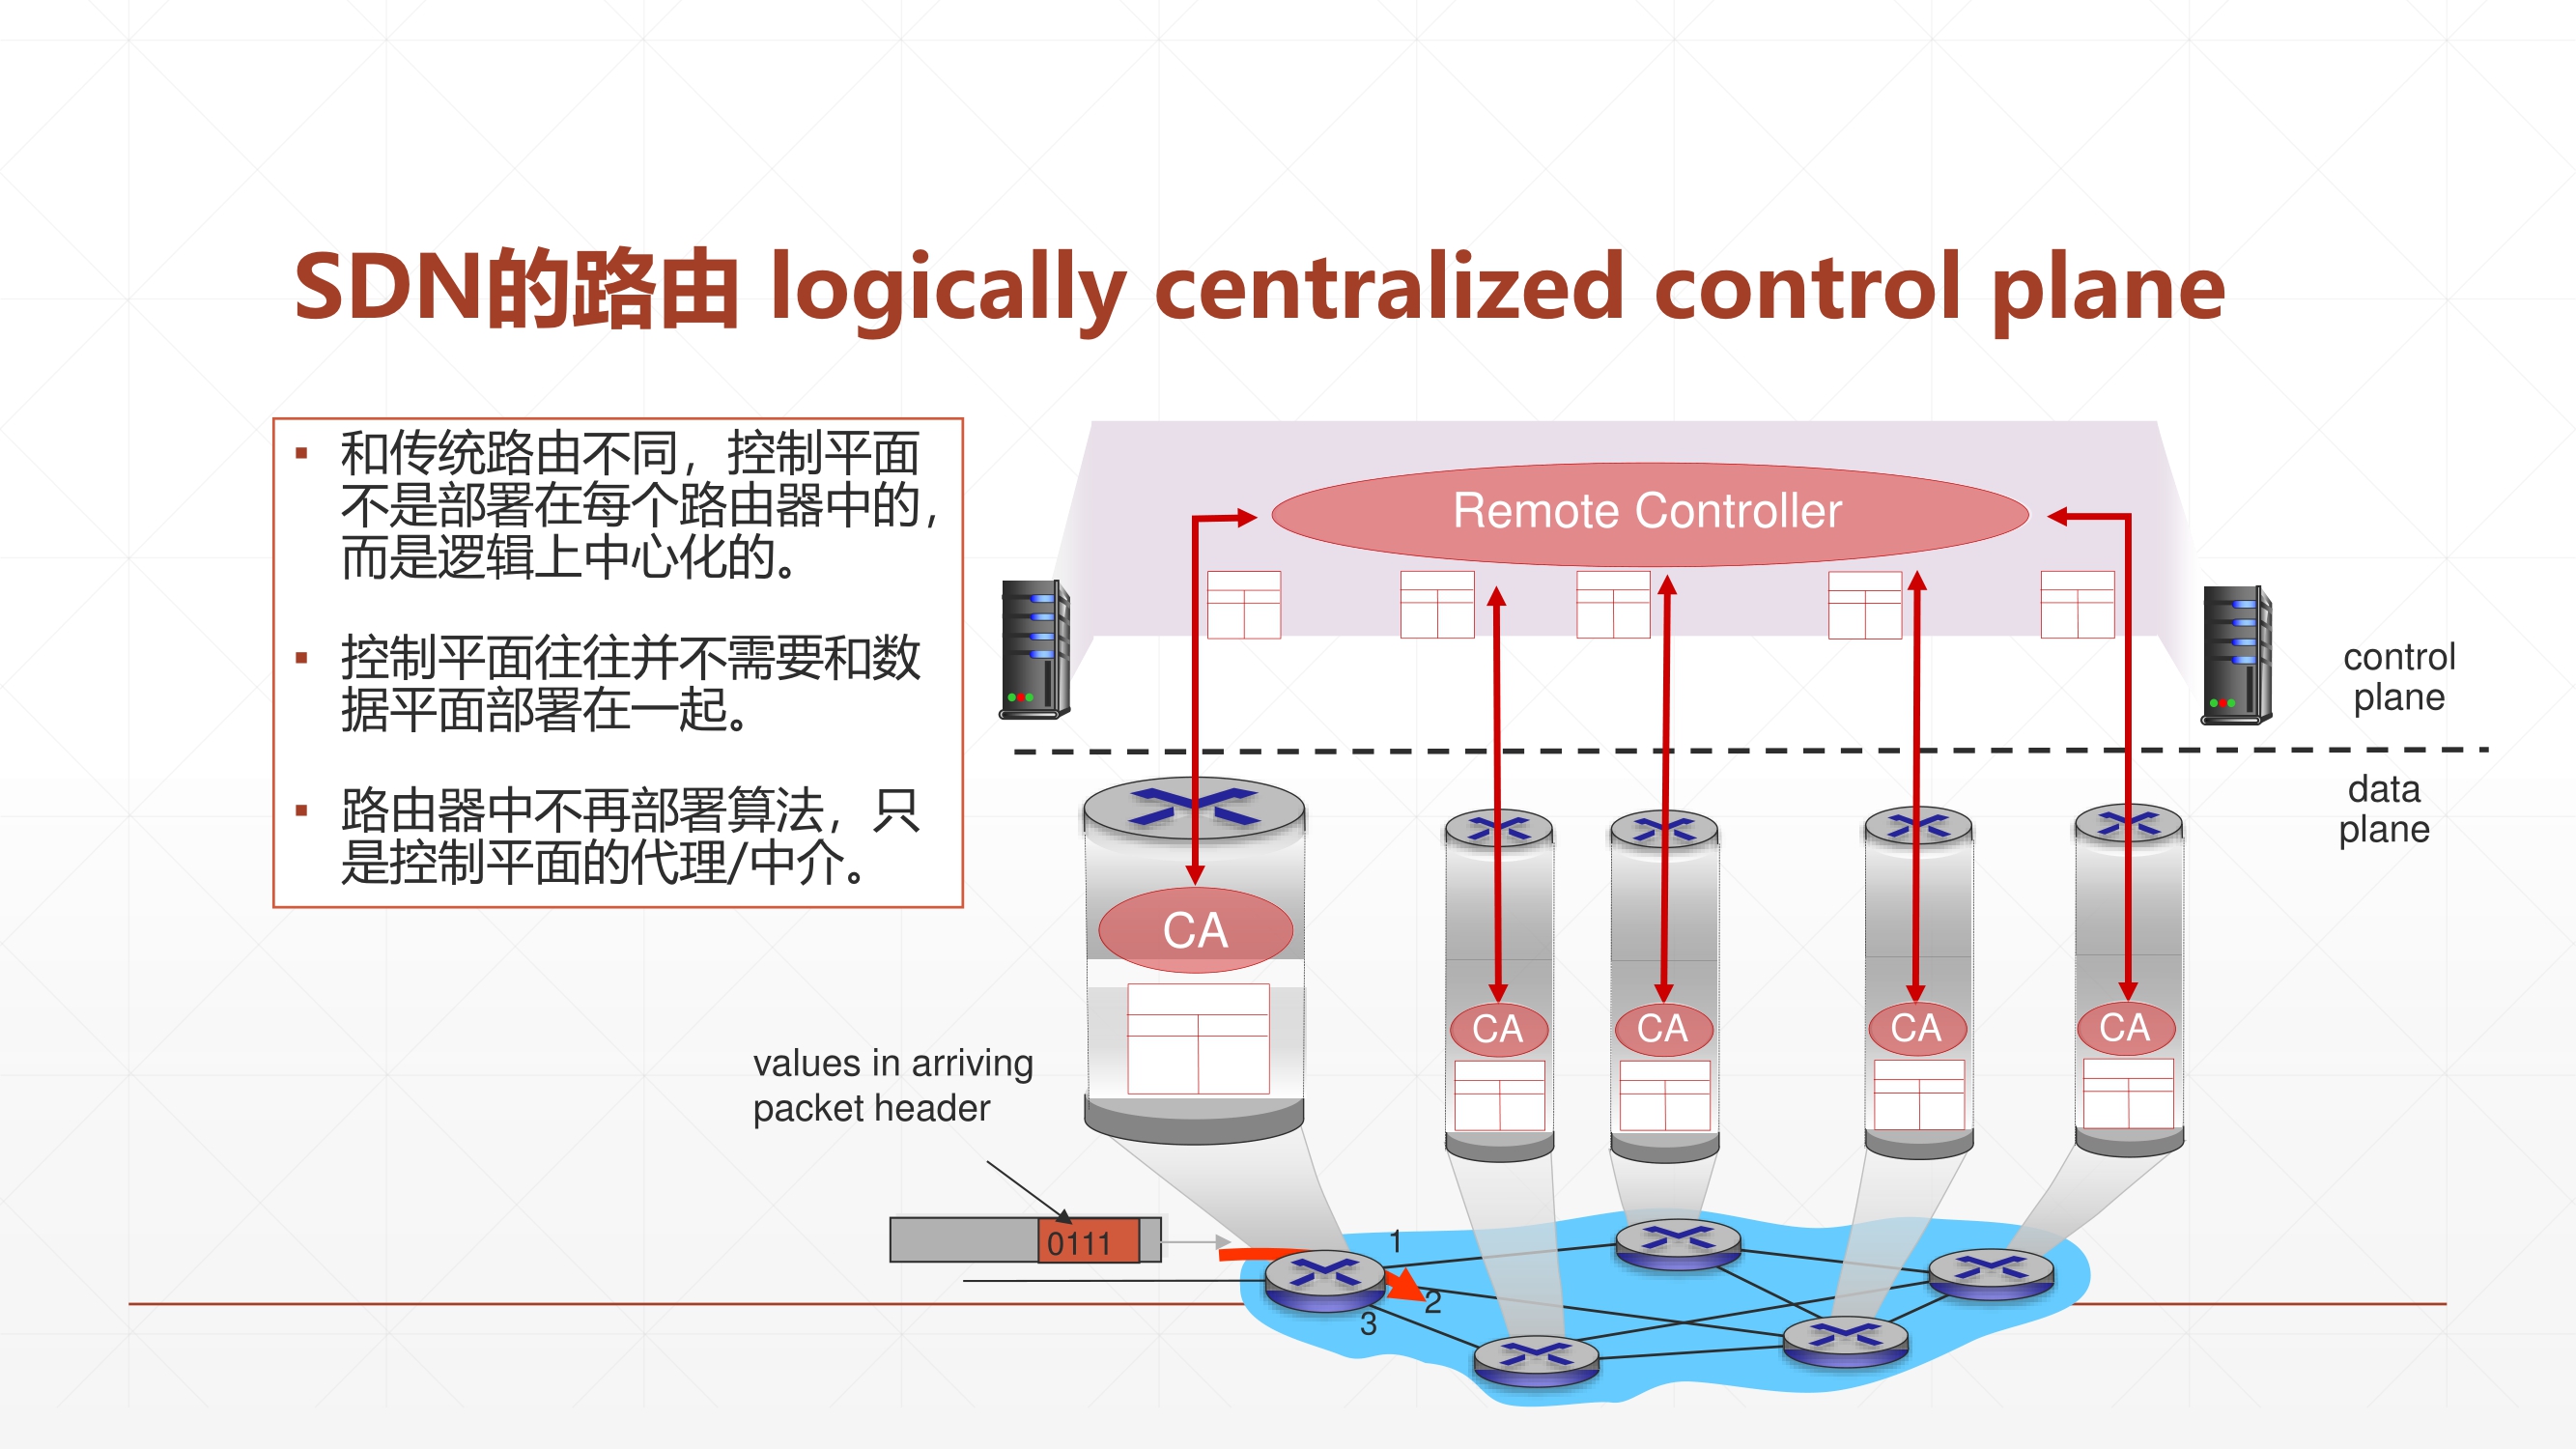 SDN的路由 logically centralized control plane
和传统路由不同，控制平面
不是部署在每个路由器中的，
而是逻辑上中心化的。
控制平面往往并不需要和数
据平面部署在一起。
路由器中不再部署算法，只
是控制平面的代理/中介。
Remote Controller
control
plane
data
plane
CA
CA
CA
CA
CA
values in arriving
packet header
0111
1
2
3